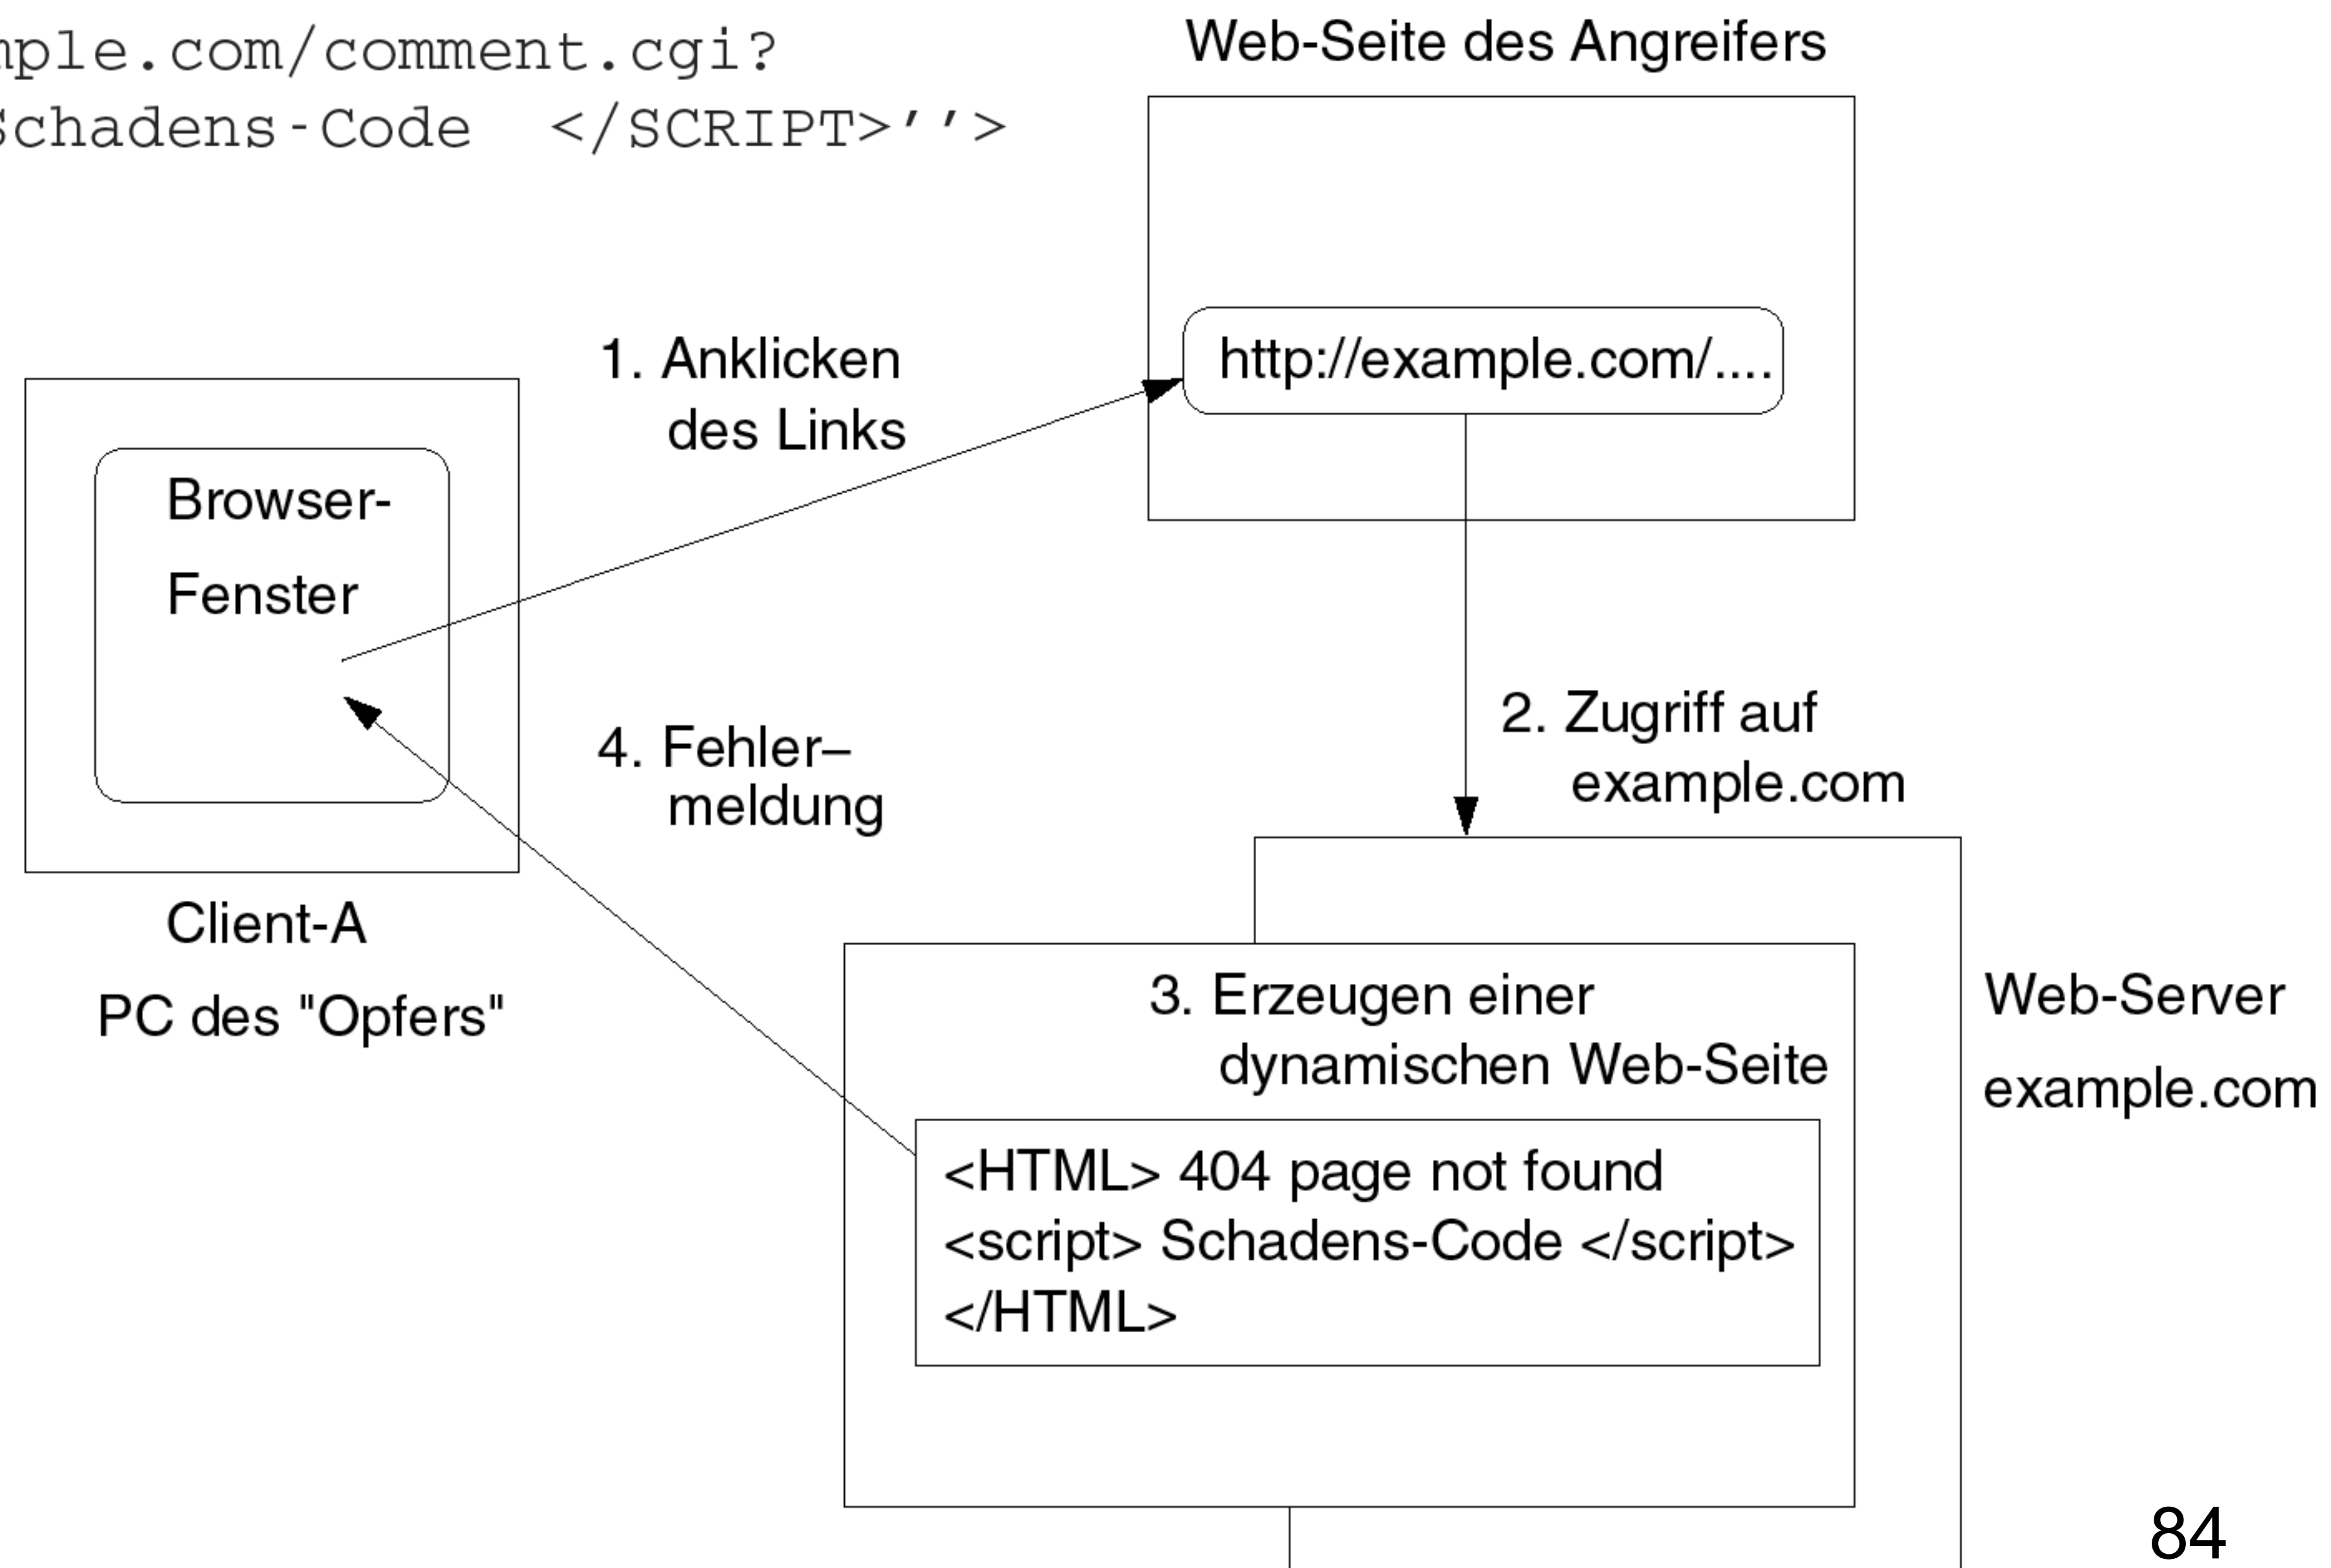 mple.com/comment.cgi?
Schadens-Code </SCRIPT>’’>
Web-Seite des Angreifers
http://example.com/....
1. Anklicken
des Links
Browser-
Fenster
2. Zugriff auf
example.com
4. Fehler–
meldung
Client-A
PC des "Opfers"
3. Erzeugen einer
dynamischen Web-Seite
Web-Server
example.com
<HTML> 404 page not found
<script> Schadens-Code </script>
</HTML>
84